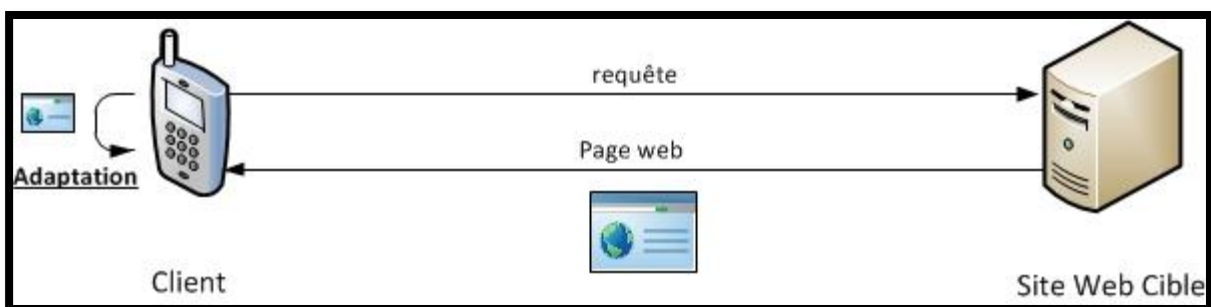 requête
Page web
Adaptation
Client
Site Web Cible